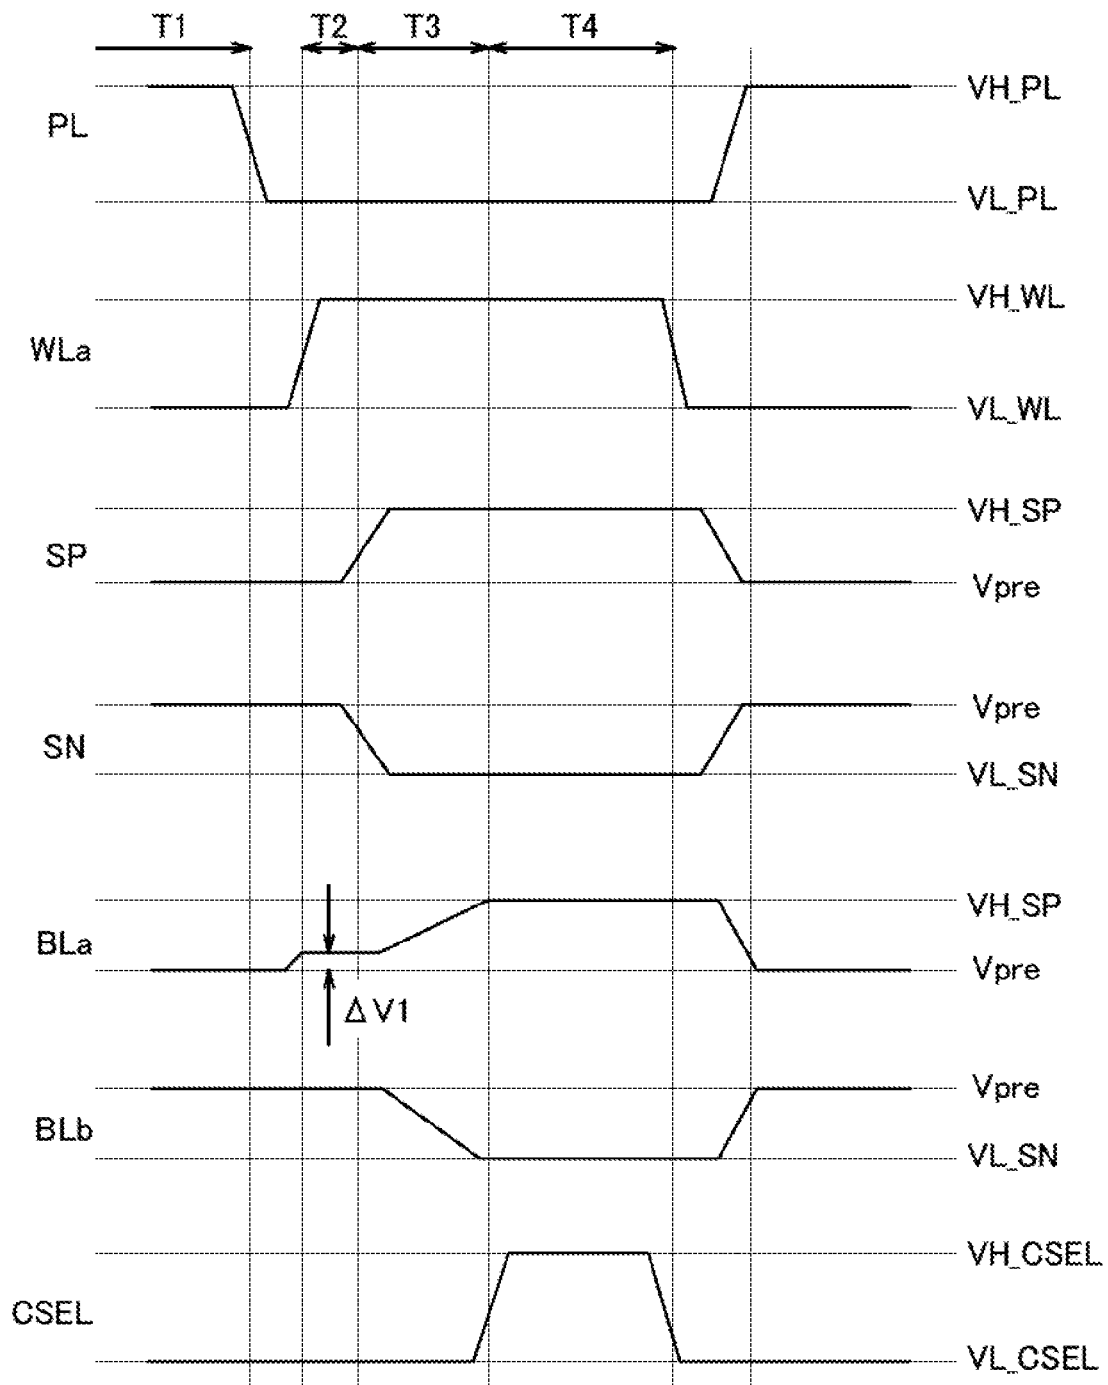 T1 T2 T3 T4
PL VH_PL
VL_PL
WLa VH_WL
VL_WL
SP VH_SP
Vpre
SN Vpre
VL_SN
BLa VH_SP
Vpre
ΔV1
BLb Vpre
VL_SN
CSEL VH_CSEL
VL_CSEL